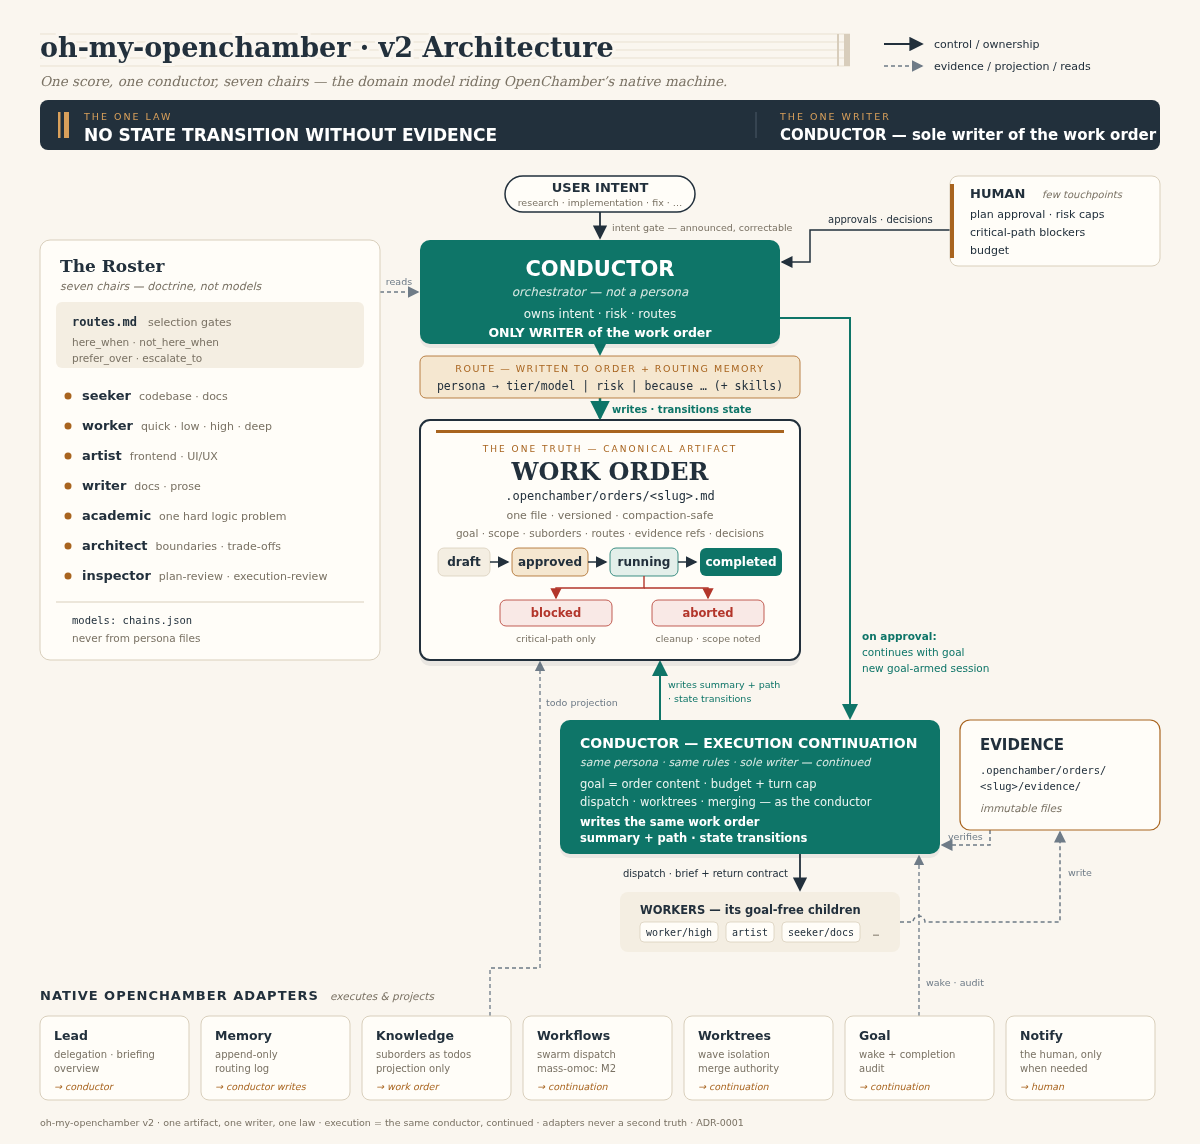 oh-my-openchamber · v2 Architecture
One score, one conductor, seven chairs — the domain model riding OpenChamber’s native machine.
control / ownership
evidence / projection / reads
THE ONE LAW
NO STATE TRANSITION WITHOUT EVIDENCE
THE ONE WRITER
CONDUCTOR — sole writer of the work order
USER INTENT
research · implementation · fix · …
intent gate — announced, correctable
HUMAN few touchpoints
plan approval · risk caps
critical-path blockers
budget
approvals · decisions
The Roster
seven chairs — doctrine, not models
routes.md selection gates
here_when · not_here_when
prefer_over · escalate_to
seeker codebase · docs
worker quick · low · high · deep
artist frontend · UI/UX
writer docs · prose
academic one hard logic problem
architect boundaries · trade-offs
inspector plan-review · execution-review
models: chains.json
never from persona files
reads
CONDUCTOR
orchestrator — not a persona
owns intent · risk · routes
ONLY WRITER of the work order
ROUTE — WRITTEN TO ORDER + ROUTING MEMORY
persona → tier/model | risk | because … (+ skills)
writes · transitions state
THE ONE TRUTH — CANONICAL ARTIFACT
WORK ORDER
.openchamber/orders/<slug>.md
one file · versioned · compaction-safe
goal · scope · suborders · routes · evidence refs · decisions
draft
approved
running
completed
blocked
aborted
critical-path only
cleanup · scope noted
on approval:
continues with goal
new goal-armed session
todo projection
writes summary + path
· state transitions
CONDUCTOR — EXECUTION CONTINUATION
same persona · same rules · sole writer — continued
goal = order content · budget + turn cap
dispatch · worktrees · merging — as the conductor
writes the same work order
summary + path · state transitions
EVIDENCE
.openchamber/orders/
<slug>/evidence/
immutable files
verifies
write
dispatch · brief + return contract
WORKERS — its goal-free children
worker/high
artist
seeker/docs
…
wake · audit
NATIVE OPENCHAMBER ADAPTERS executes & projects
Lead
delegation · briefing
overview
→ conductor
Memory
append-only
routing log
→ conductor writes
Knowledge
suborders as todos
projection only
→ work order
Workflows
swarm dispatch
mass-omoc: M2
→ continuation
Worktrees
wave isolation
merge authority
→ continuation
Goal
wake + completion
audit
→ continuation
Notify
the human, only
when needed
→ human
oh-my-openchamber v2 · one artifact, one writer, one law · execution = the same conductor, continued · adapters never a second truth · ADR-0001